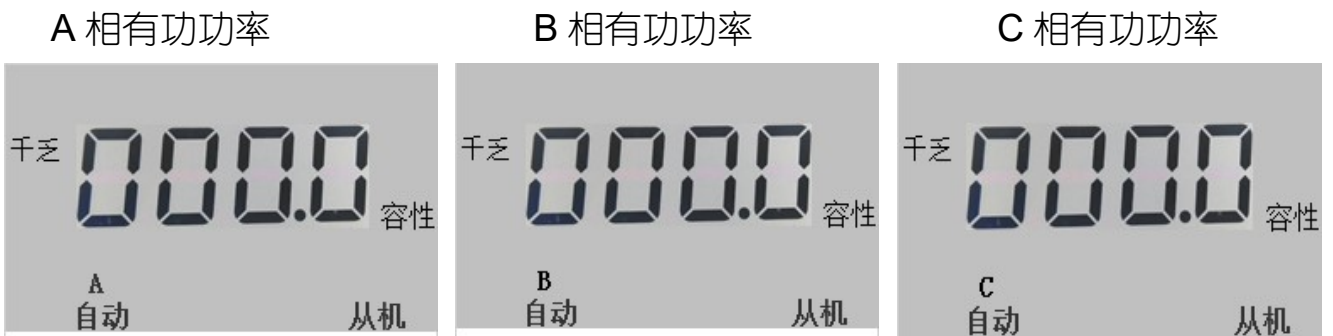 A 相有功功率
B 相有功功率
C 相有功功率
千乏
000.0
容性
A
自动
从机
千乏
000.0
容性
B
自动
从机
千乏
000.0
容性
C
自动
从机